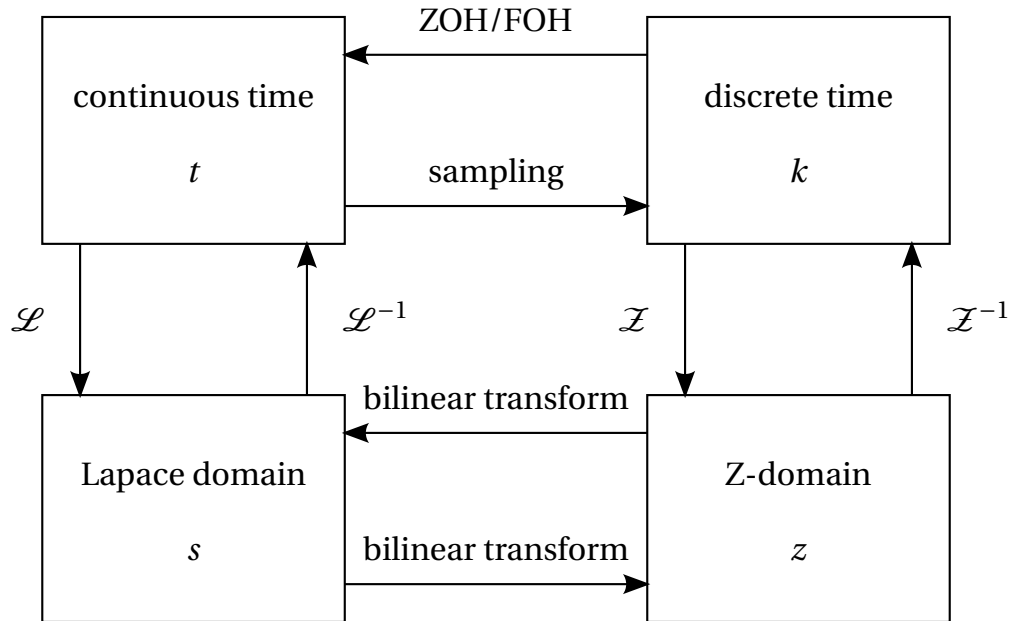 ZOH/FOH
continuous time
discrete time
t
k
sampling
ℒ
ℒ⁻¹
𝒵
𝒵⁻¹
bilinear transform
Lapace domain
Z-domain
s
z
bilinear transform